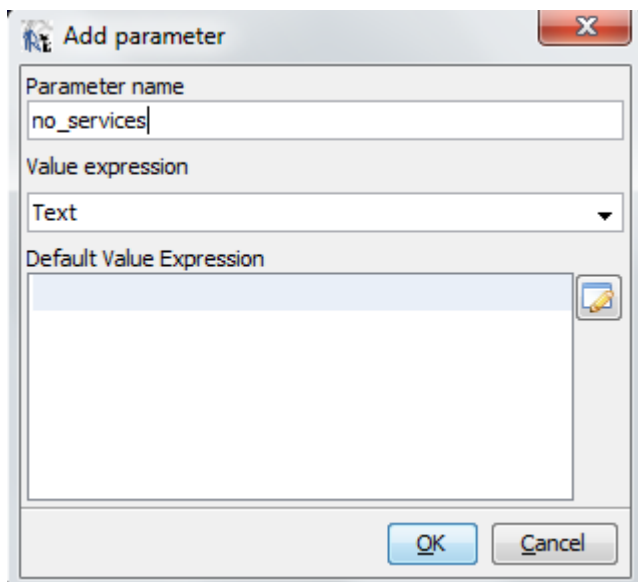 Add parameter
Parameter name
no_services
Value expression
Text
Default Value Expression
OK
Cancel